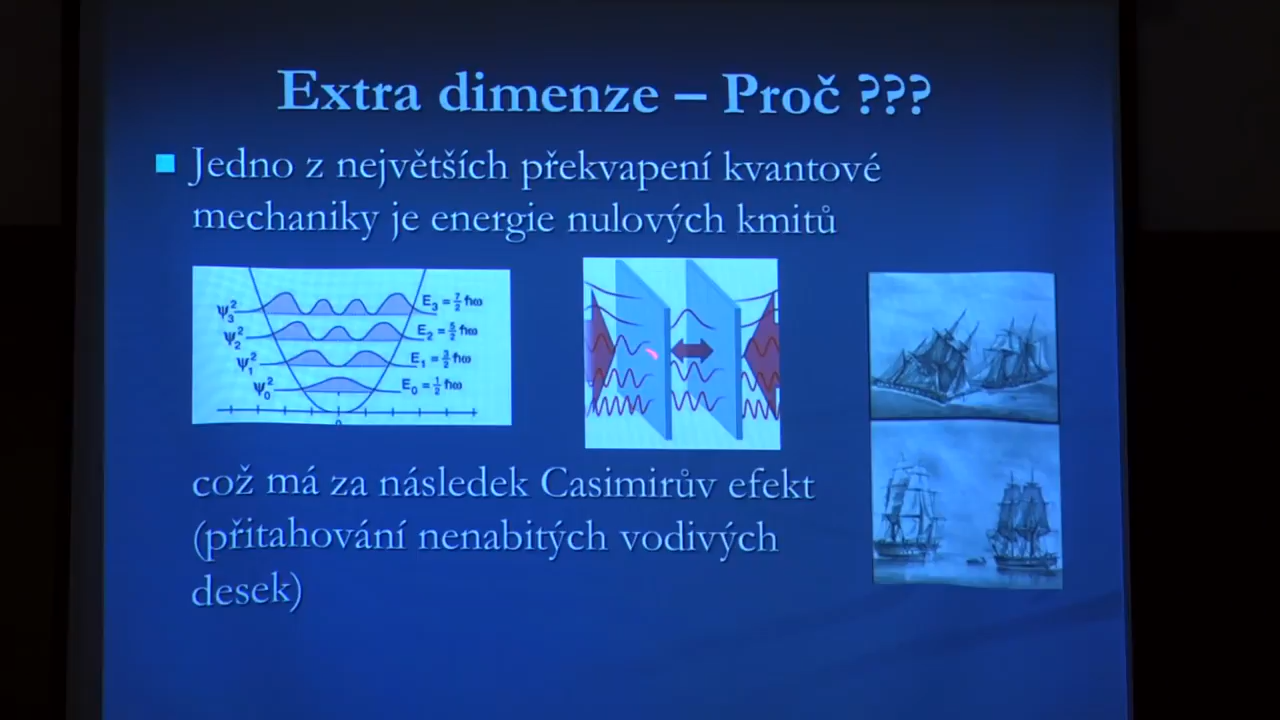 Extra dimenze – Proč ???
Jedno z největších překvapení kvantové
mechaniky je energie nulových kmitů
ψ₃² E₃ = 7/2 ħω
ψ₂² E₂ = 5/2 ħω
ψ₁² E₁ = 3/2 ħω
ψ₀² E₀ = 1/2 ħω
0
což má za následek Casimirův efekt
(přitahování nenabitých vodivých
desek)